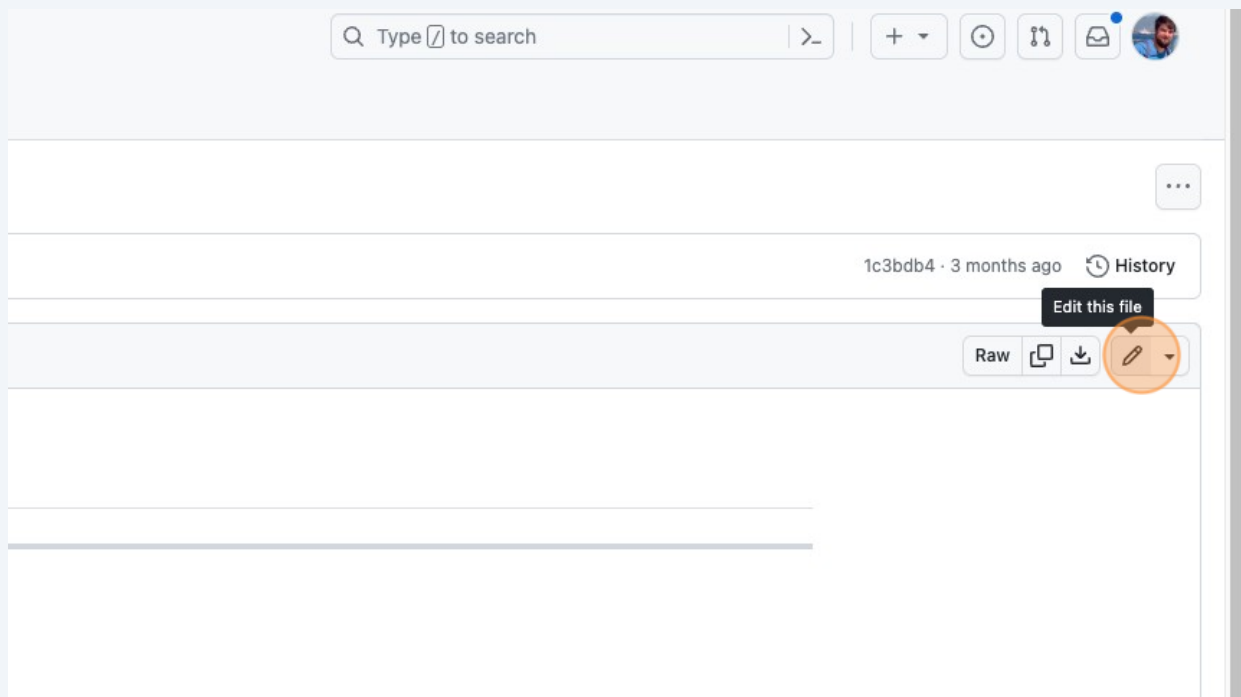 Type / to search
1c3bdb4 · 3 months ago History
Edit this file
Raw